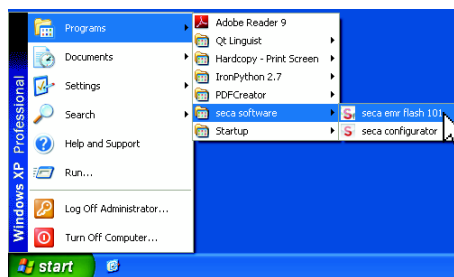 Programs
Documents
Settings
Search
Help and Support
Run...
Log Off Administrator...
Turn Off Computer...
Windows XP Professional
start
Adobe Reader 9
Qt Linguist
Hardcopy - Print Screen
IronPython 2.7
PDFCreator
seca software
Startup
seca emr flash 101
seca configurator